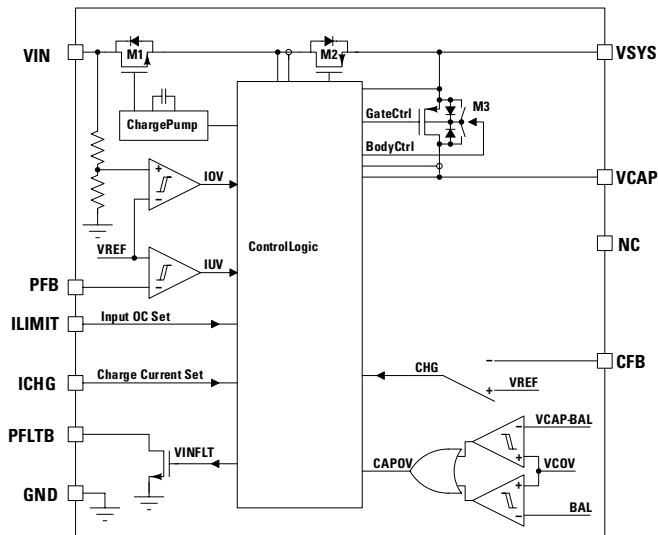 VIN
M1
M2
VSYS
ChargePump
GateCtrl
M3
BodyCtrl
+
IOV
-
VCAP
VREF
ControlLogic
NC
+
IUV
PFB
-
ILIMIT
Input OC Set
-
CFB
ICHG
Charge Current Set
CHG
+
VREF
PFLTB
VINFLT
-
VCAP-BAL
+
CAPOV
VCOV
+
GND
-
BAL